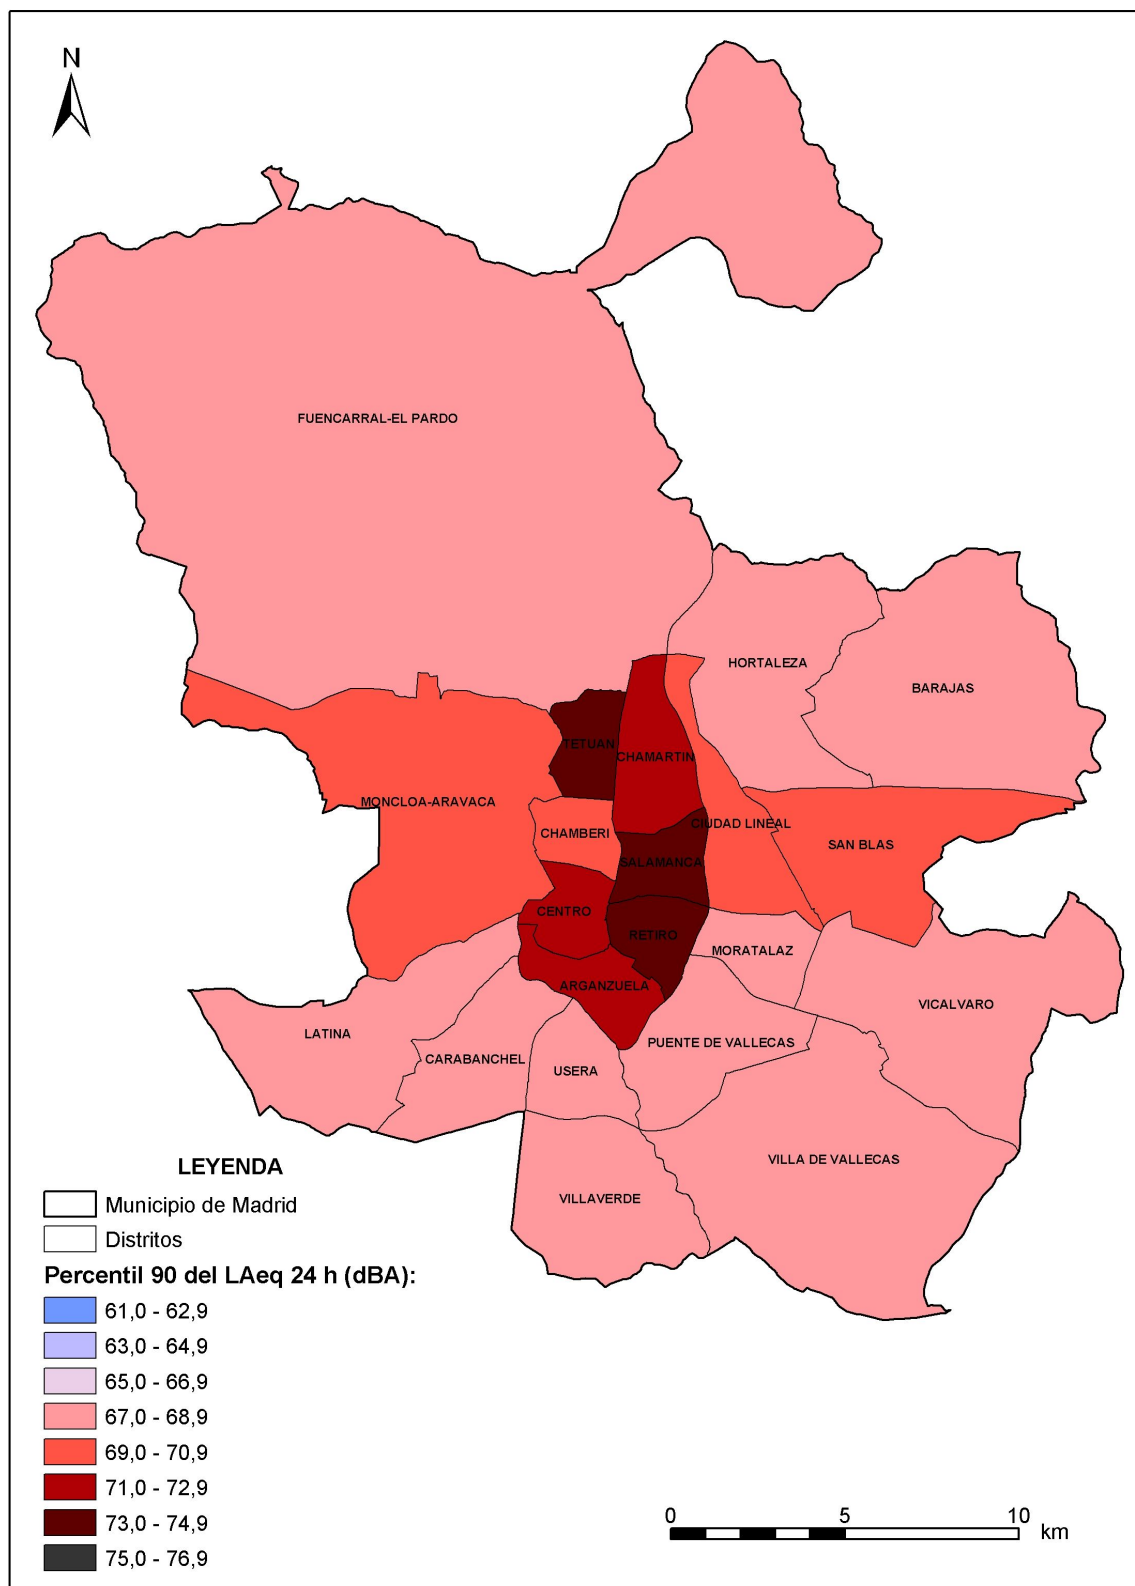 N
FUENCARRAL-EL PARDO
HORTALEZA
BARAJAS
TETUAN
CHAMARTIN
MONCLOA-ARAVACA
CHAMBERI
CIUDAD LINEAL
SAN BLAS
SALAMANCA
CENTRO
RETIRO
MORATALAZ
ARGANZUELA
VICALVARO
LATINA
CARABANCHEL
USERA
PUENTE DE VALLECAS
VILLA DE VALLECAS
VILLAVERDE
LEYENDA
Municipio de Madrid
Distritos
Percentil 90 del LAeq 24 h (dBA):
61,0 - 62,9
63,0 - 64,9
65,0 - 66,9
67,0 - 68,9
69,0 - 70,9
71,0 - 72,9
73,0 - 74,9
75,0 - 76,9
0 5 10
km